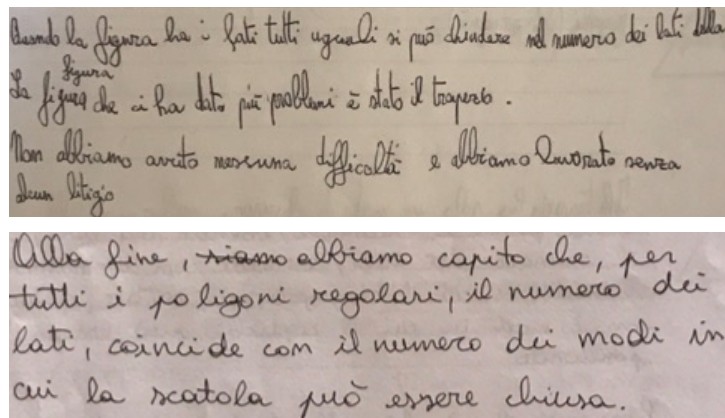 Quando la figura ha i lati tutti uguali si può chiudere nel numero dei lati della
figura
La figura che ci ha dato più problemi è stato il trapezio.
Non abbiamo avuto nessuna difficoltà e abbiamo lavorato senza
alcun litigio
Alla fine, siamo abbiamo capito che, per
tutti i poligoni regolari, il numero dei
lati, coincide con il numero dei modi in
cui la scatola può essere chiusa.